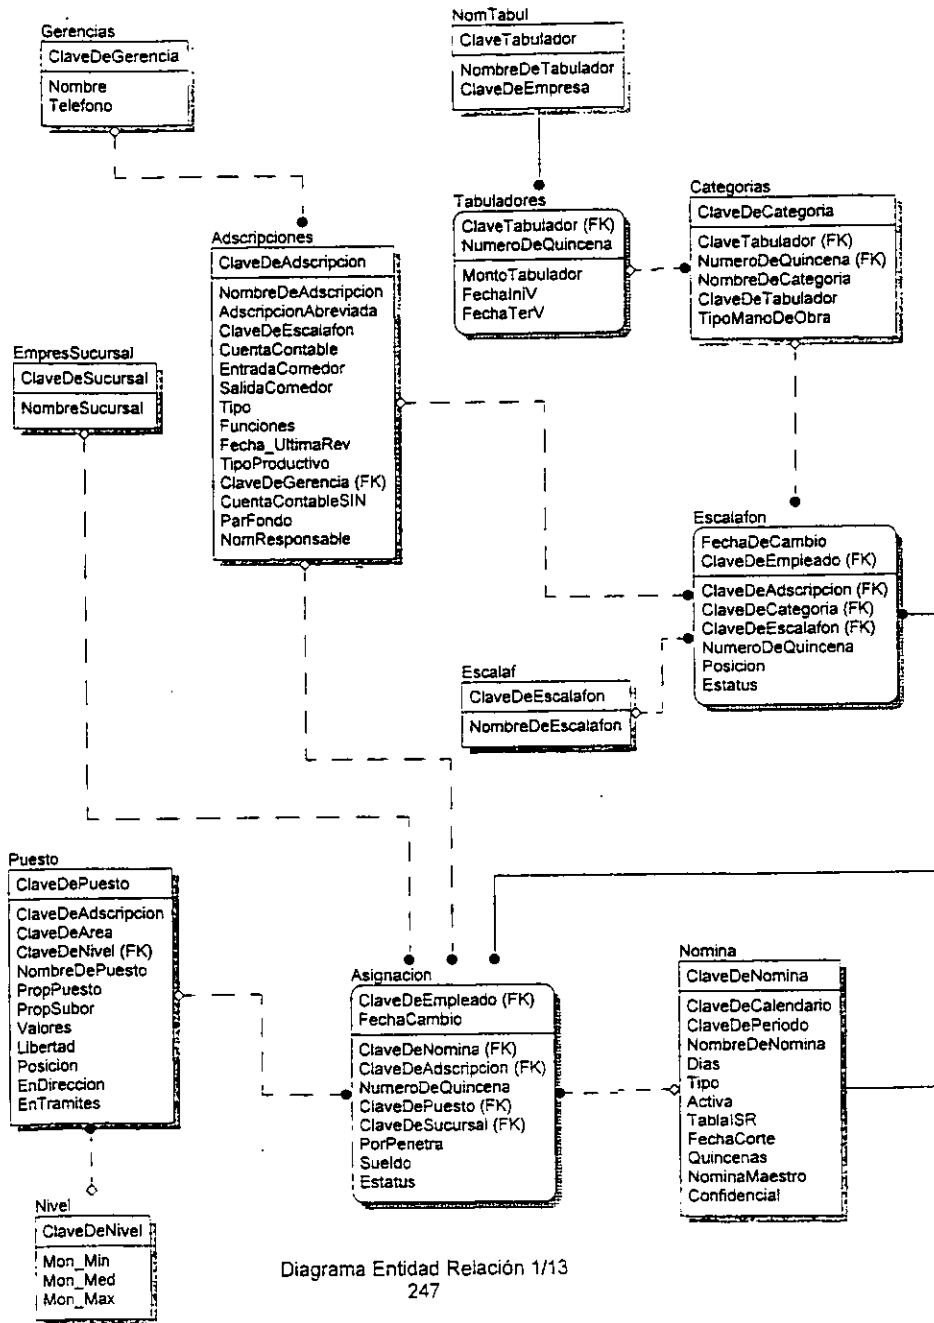 Gerencias
ClaveDeGerencia
Nombre
Telefono
NomTabul
ClaveTabulador
NombreDeTabulador
ClaveDeEmpresa
Tabuladores
ClaveTabulador (FK)
NumeroDeQuincena
MontoTabulador
FechaIniV
FechaTerV
Categorias
ClaveDeCategoria
ClaveTabulador (FK)
NumeroDeQuincena (FK)
NombreDeCategoria
ClaveDeTabulador
TipoManoDeObra
Adscripciones
ClaveDeAdscripcion
NombreDeAdscripcion
AdscripcionAbreviada
ClaveDeEscalafon
CuentaContable
EntradaComedor
SalidaComedor
Tipo
Funciones
Fecha_UltimaRev
TipoProductivo
ClaveDeGerencia (FK)
CuentaContableSIN
ParFondo
NomResponsable
EmpresSucursal
ClaveDeSucursal
NombreSucursal
Escalafon
FechaDeCambio
ClaveDeEmpleado (FK)
ClaveDeAdscripcion (FK)
ClaveDeCategoria (FK)
ClaveDeEscalafon (FK)
NumeroDeQuincena
Posicion
Estatus
Escalaf
ClaveDeEscalafon
NombreDeEscalafon
Puesto
ClaveDePuesto
ClaveDeAdscripcion
ClaveDeArea
ClaveDeNivel (FK)
NombreDePuesto
PropPuesto
PropSubor
Valores
Libertad
Posicion
EnDireccion
EnTramites
Asignacion
ClaveDeEmpleado (FK)
FechaCambio
ClaveDeNomina (FK)
ClaveDeAdscripcion (FK)
NumeroDeQuincena
ClaveDePuesto (FK)
ClaveDeSucursal (FK)
PorPenetra
Sueldo
Estatus
Nomina
ClaveDeNomina
ClaveDeCalendario
ClaveDePeriodo
NombreDeNomina
Dias
Tipo
Activa
TablaISR
FechaCorte
Quincenas
NominaMaestro
Confidencial
Nivel
ClaveDeNivel
Mon_Min
Mon_Med
Mon_Max
Diagrama Entidad Relación 1/13
247